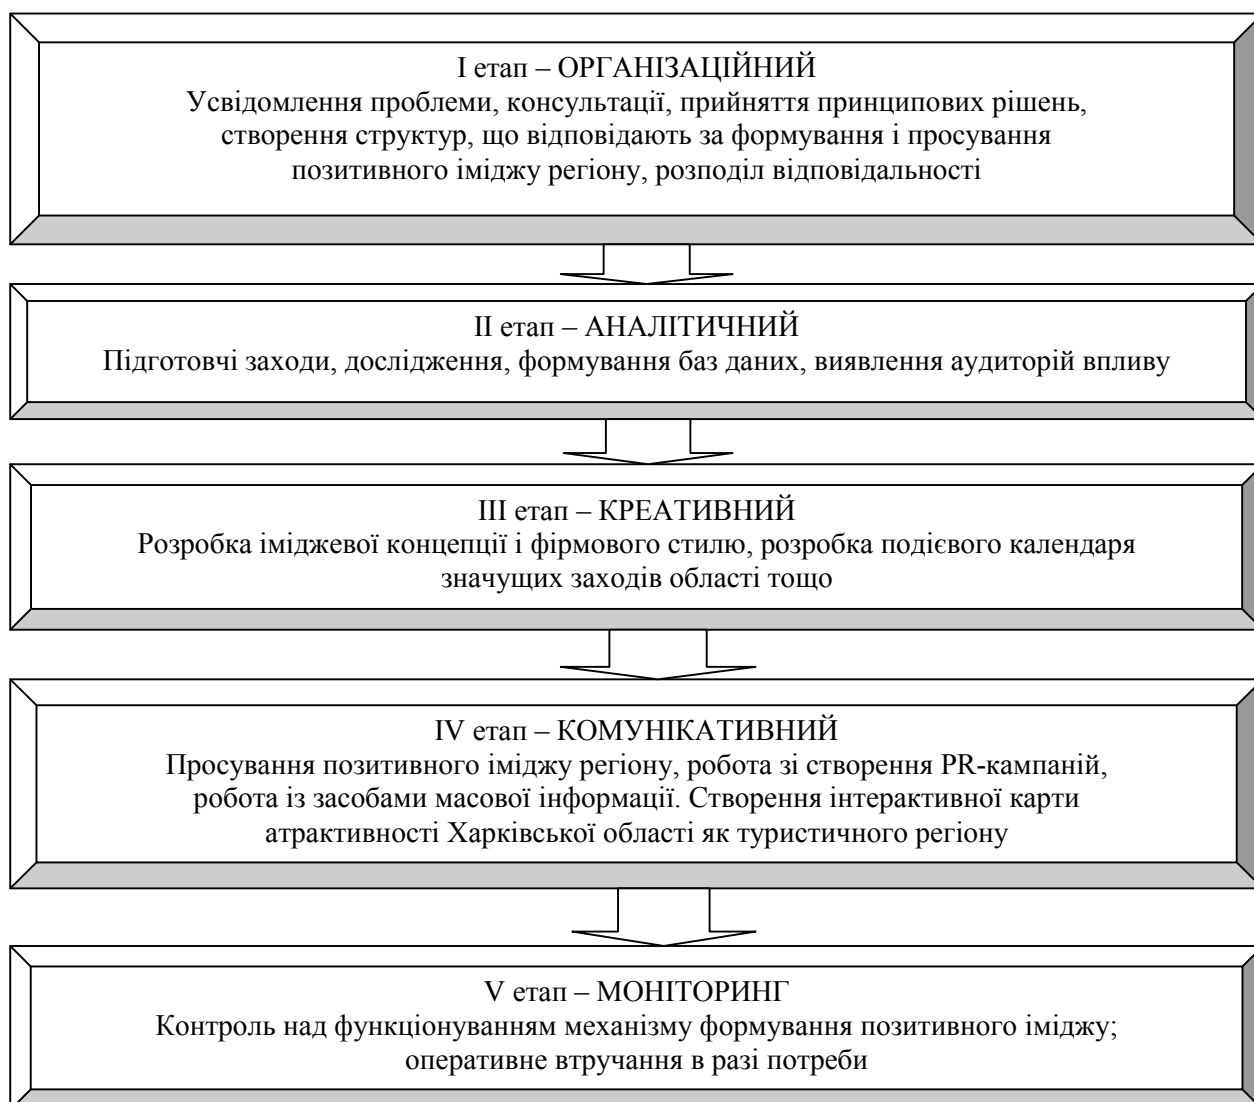 I етап – ОРГАНІЗАЦІЙНИЙ
Усвідомлення проблеми, консультації, прийняття принципових рішень,
створення структур, що відповідають за формування і просування
позитивного іміджу регіону, розподіл відповідальності
II етап – АНАЛІТИЧНИЙ
Підготовчі заходи, дослідження, формування баз даних, виявлення аудиторій впливу
III етап – КРЕАТИВНИЙ
Розробка іміджевої концепції і фірмового стилю, розробка подієвого календаря
значущих заходів області тощо
IV етап – КОМУНІКАТИВНИЙ
Просування позитивного іміджу регіону, робота зі створення PR-кампаній,
робота із засобами масової інформації. Створення інтерактивної карти
атрактивності Харківської області як туристичного регіону
V етап – МОНІТОРИНГ
Контроль над функціонуванням механізму формування позитивного іміджу;
оперативне втручання в разі потреби